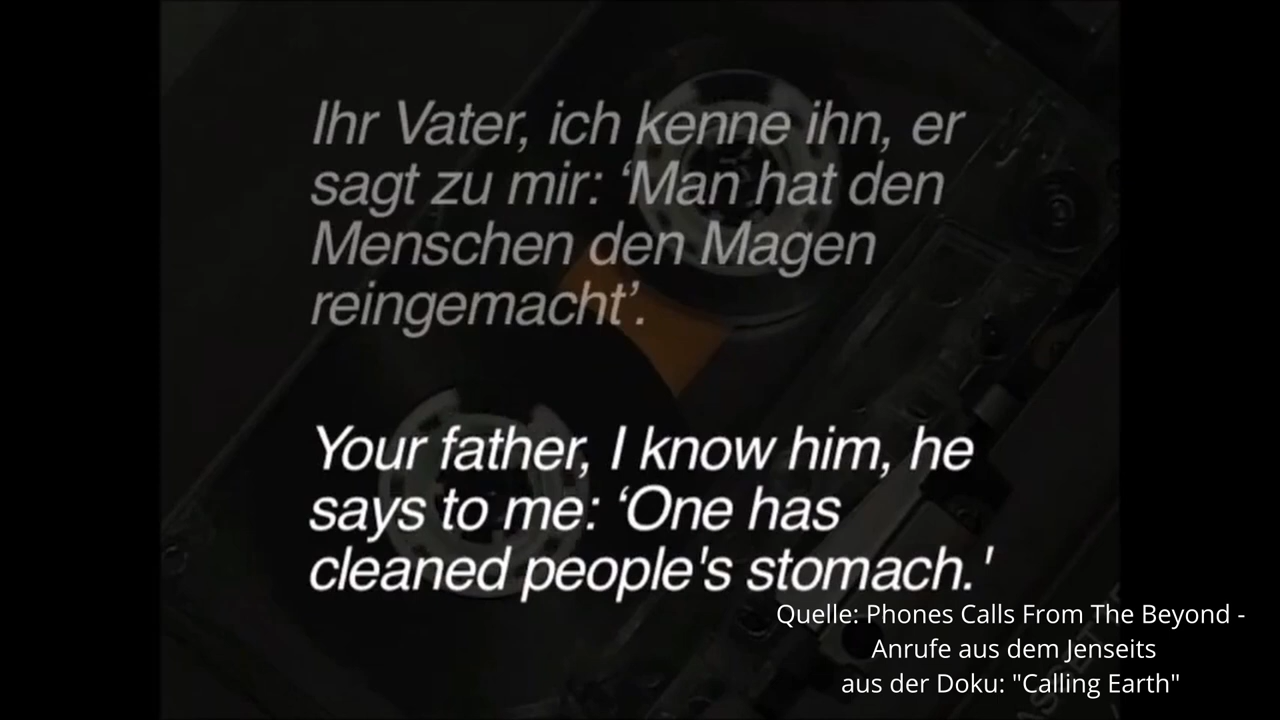 Ihr Vater, ich kenne ihn, er
sagt zu mir: ‘Man hat den
Menschen den Magen
reingemacht’.
Your father, I know him, he
says to me: ‘One has
cleaned people's stomach.'
Quelle: Phones Calls From The Beyond -
Anrufe aus dem Jenseits
aus der Doku: "Calling Earth"